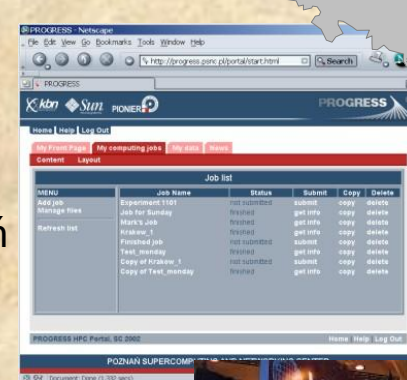 PROGRESS - Netscape
File Edit View Go Bookmarks Tools Window Help
http://progress.psnc.pl/portal/start.html Search
PROGRESS
kbn Sun PIONIER PROGRESS
Home Help Log Out
My Front Page My computing jobs My data News
Content Layout
Job list
MENU Job Name Status Submit Copy Delete
Add job Experiment 1101 not submitted submit copy delete
Manage files Job for Sunday finished get info copy delete
Mark's Job finished get info copy delete
Refresh list Krakow_1 finished get info copy delete
Finished job not submitted submit copy delete
Test_monday finished get info copy delete
Copy of Krakow_1 not submitted submit copy delete
Copy of Test_monday finished get info copy delete
ń
PROGRESS HPC Portal, SC 2002 Home Help Log Out
POZNAŃ SUPERCOMPUTING AND NETWORKING CENTER
Document: Done